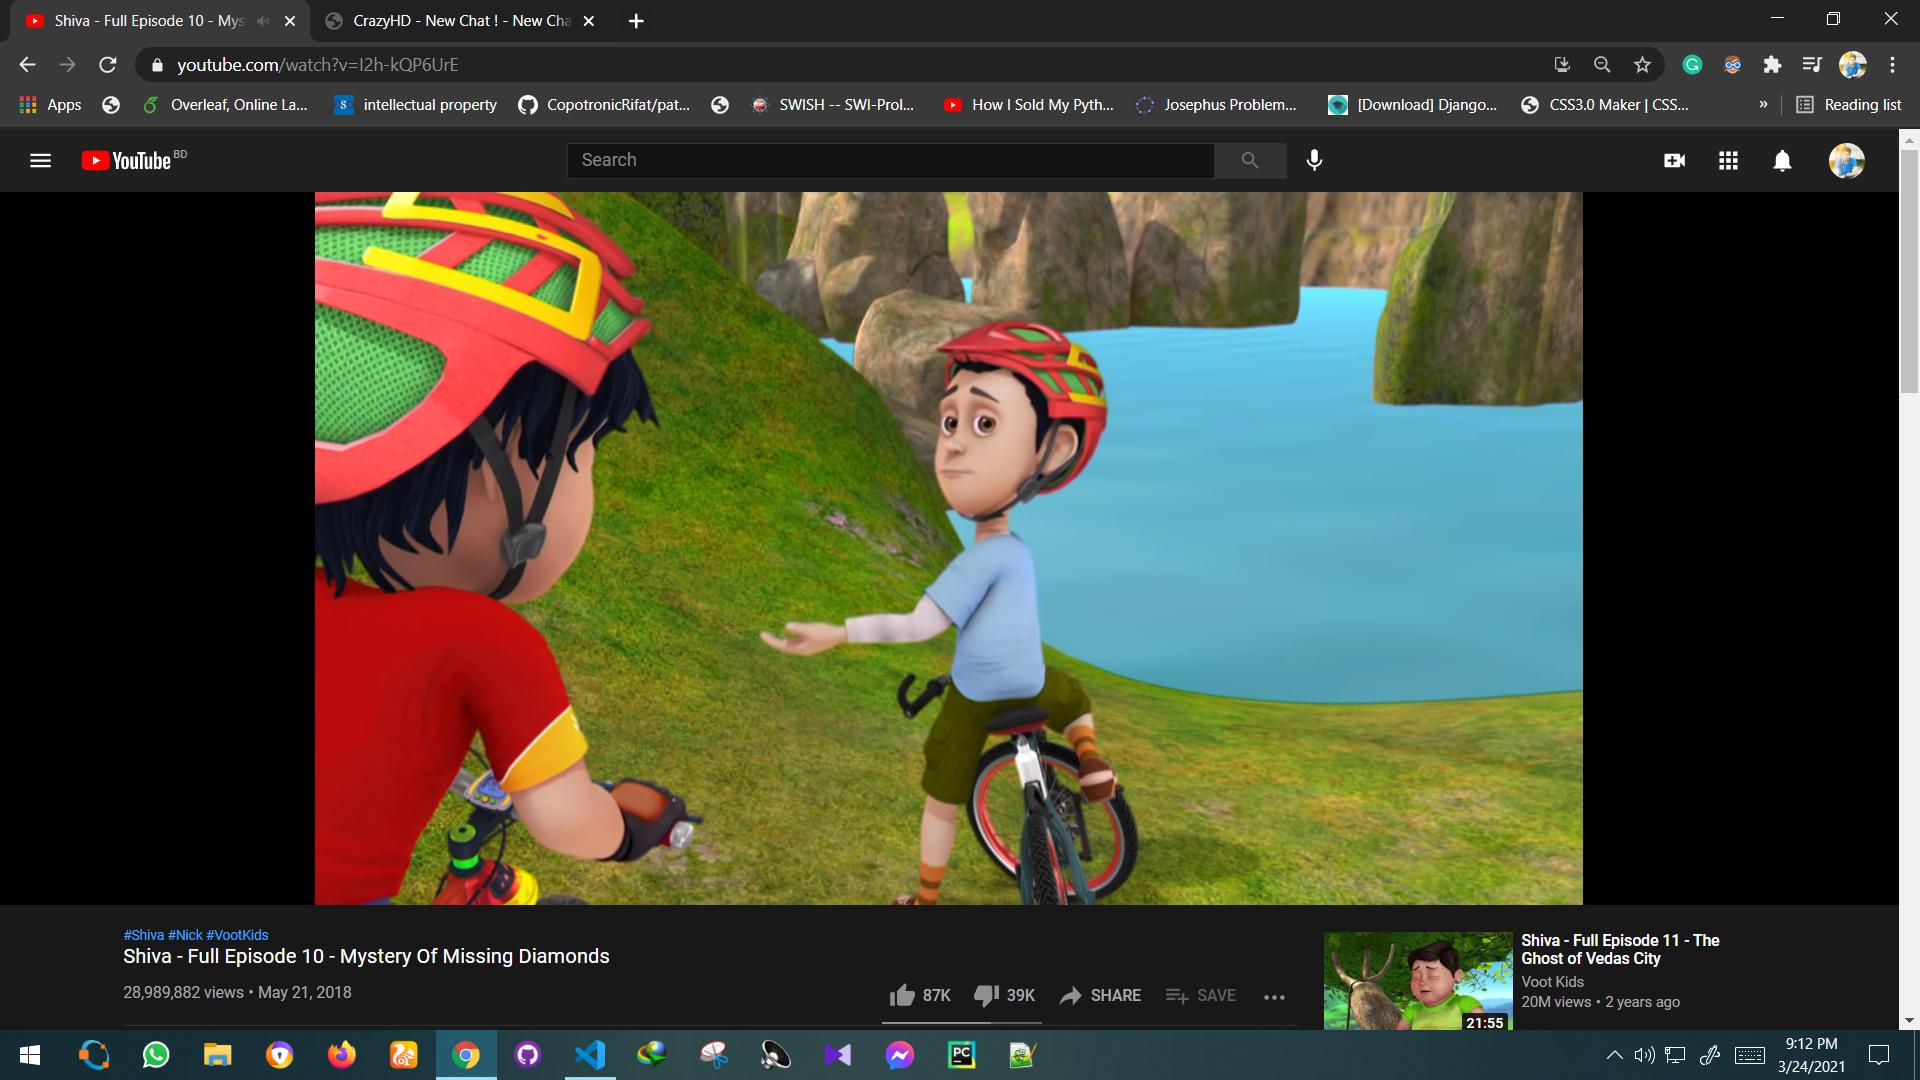 Shiva - Full Episode 10 - Mys
CrazyHD - New Chat ! - New Cha
youtube.com/watch?v=I2h-kQP6UrE
Apps
Overleaf, Online La...
intellectual property
CopotronicRifat/pat...
SWISH -- SWI-Prol...
How I Sold My Pyth...
Josephus Problem...
[Download] Django...
CSS3.0 Maker | CSS...
»
Reading list
YouTube BD
Search
#Shiva #Nick #VootKids
Shiva - Full Episode 10 - Mystery Of Missing Diamonds
28,989,882 views • May 21, 2018
87K
39K
SHARE
SAVE
Shiva - Full Episode 11 - The
Ghost of Vedas City
Voot Kids
20M views • 2 years ago
21:55
PC
9:12 PM
3/24/2021